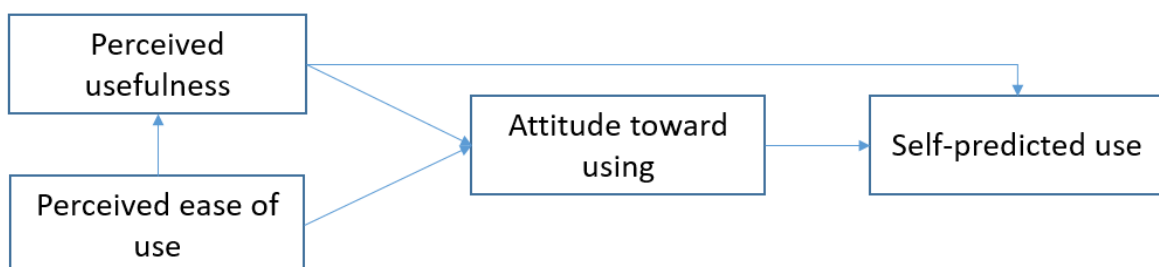 Perceived
usefulness
Perceived ease of
use
Attitude toward
using
Self-predicted use